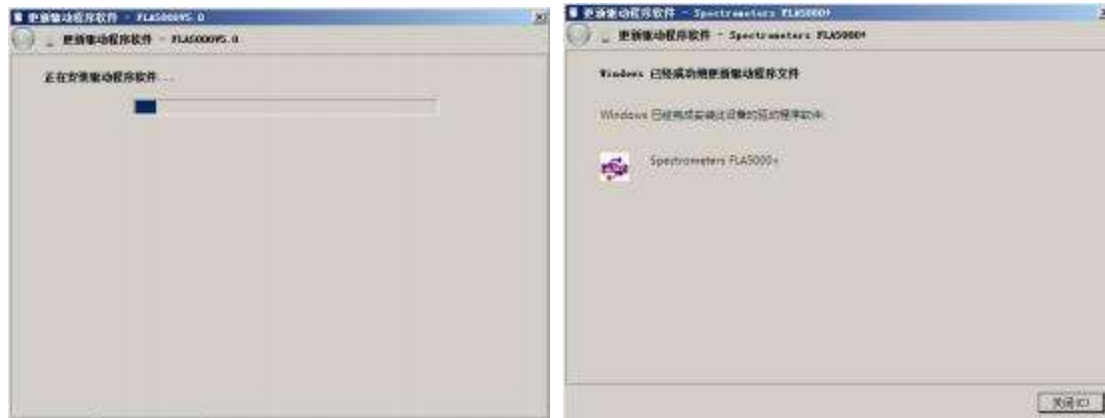 更新驱动程序软件 - FLA5000V5.0
更新驱动程序软件 - FLA5000V5.0
正在安装驱动程序软件...
更新驱动程序软件 - Spectrometers FLA5000+
更新驱动程序软件 - Spectrometers FLA5000+
Windows 已经成功地更新驱动程序文件
Windows 已经完成安装此设备的驱动程序软件:
Spectrometers FLA5000+
关闭(C)